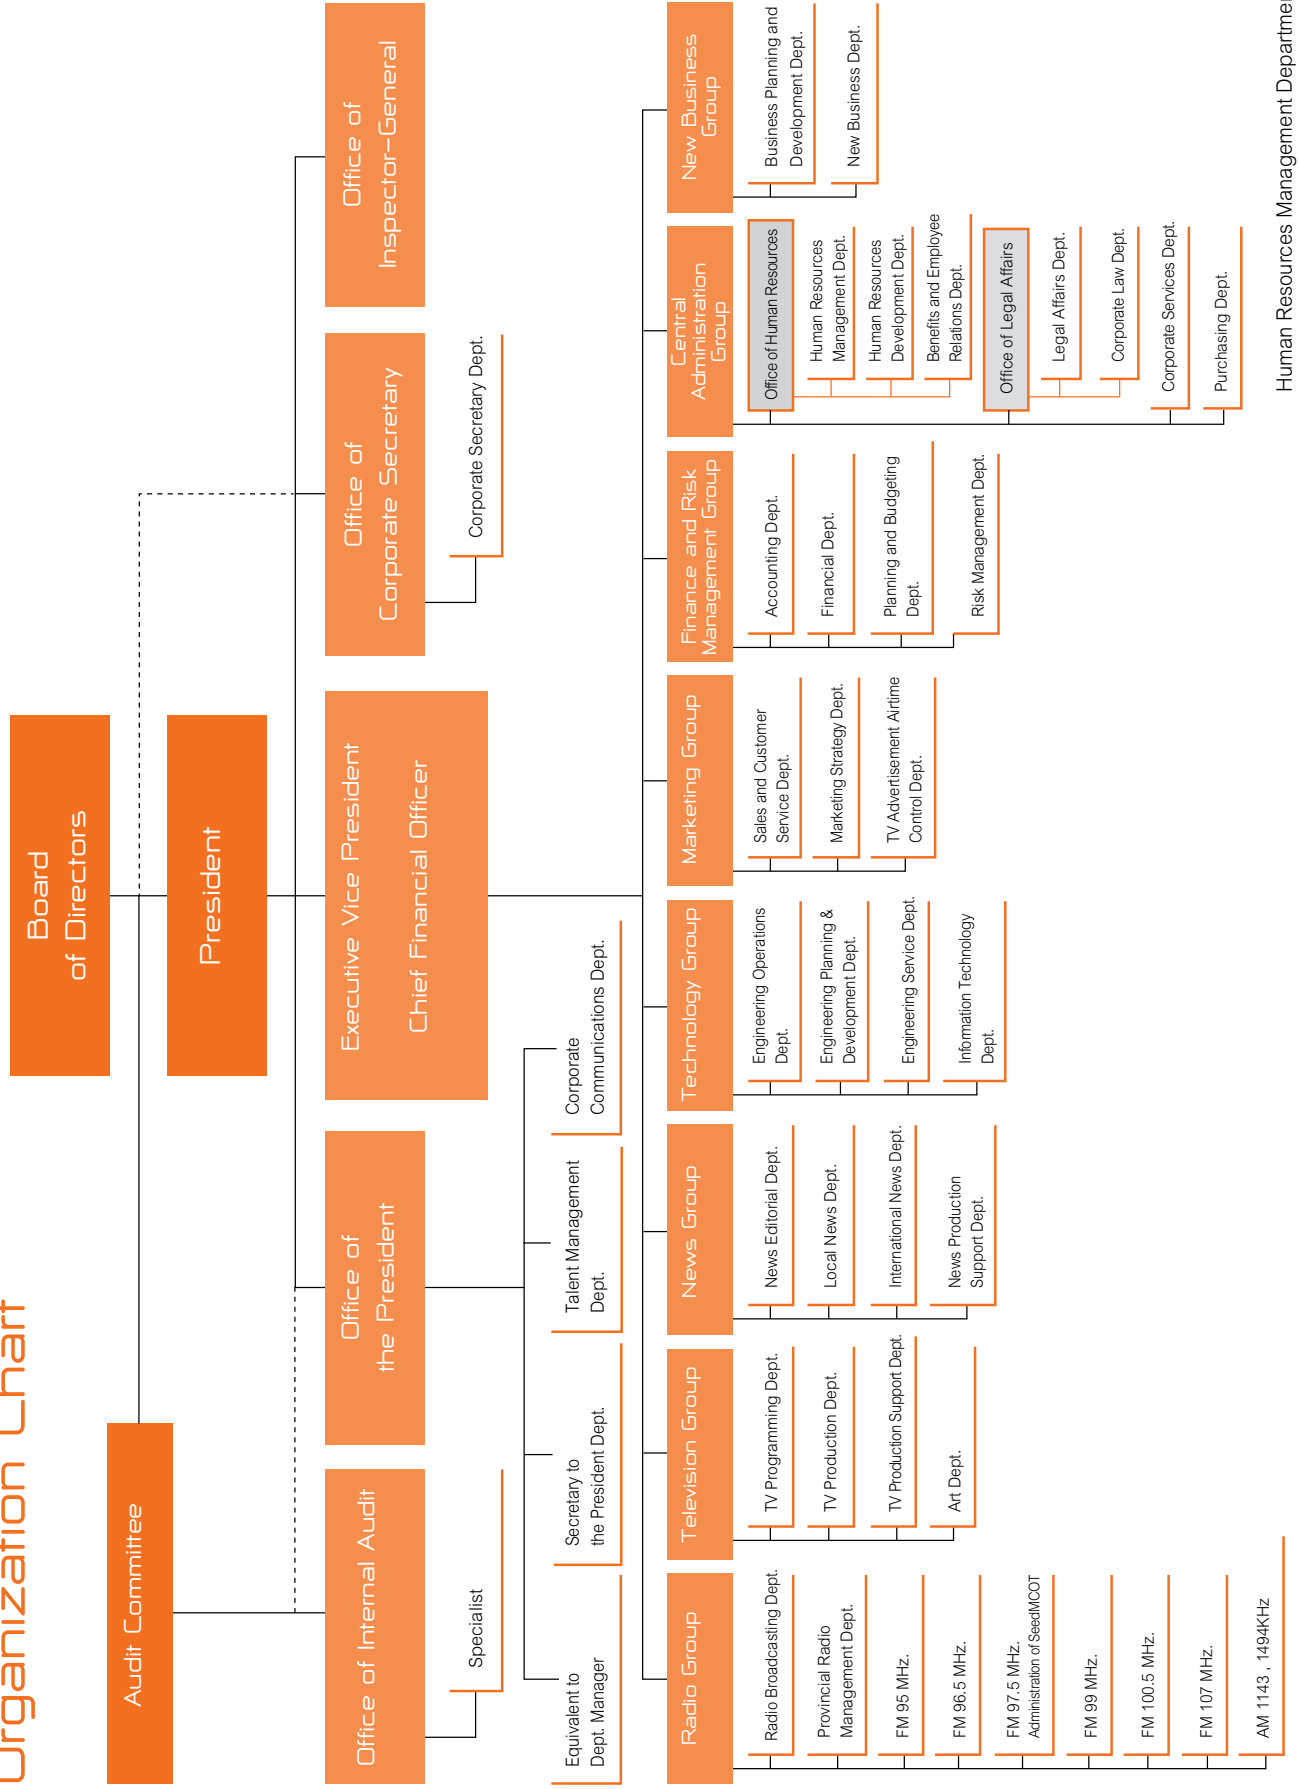 Organization Chart
Board
of Directors
Audit Committee
President
Office of Internal Audit
Office of
the President
Executive Vice President
Chief Financial Officer
Office of
Corporate Secretary
Office of
Inspector-General
Specialist
Corporate Secretary Dept.
Equivalent to
Dept. Manager
Secretary to
the President Dept.
Talent Management
Dept.
Corporate
Communications Dept.
Radio Group
Radio Broadcasting Dept.
Provincial Radio
Management Dept.
FM 95 MHz.
FM 96.5 MHz.
FM 97.5 MHz.
Administration of SeedMCOT
FM 99 MHz.
FM 100.5 MHz.
FM 107 MHz.
AM 1143 , 1494KHz
Television Group
TV Programming Dept.
TV Production Dept.
TV Production Support Dept.
Art Dept.
News Group
News Editorial Dept.
Local News Dept.
International News Dept.
News Production
Support Dept.
Technology Group
Engineering Operations
Dept.
Engineering Planning &
Development Dept.
Engineering Service Dept.
Information Technology
Dept.
Marketing Group
Sales and Customer
Service Dept.
Marketing Strategy Dept.
TV Advertisement Airtime
Control Dept.
Finance and Risk
Management Group
Accounting Dept.
Financial Dept.
Planning and Budgeting
Dept.
Risk Management Dept.
Central
Administration
Group
Office of Human Resources
Human Resources
Management Dept.
Human Resources
Development Dept.
Benefits and Employee
Relations Dept.
Office of Legal Affairs
Legal Affairs Dept.
Corporate Law Dept.
Corporate Services Dept.
Purchasing Dept.
New Business
Group
Business Planning and
Development Dept.
New Business Dept.
Human Resources Management Departmen